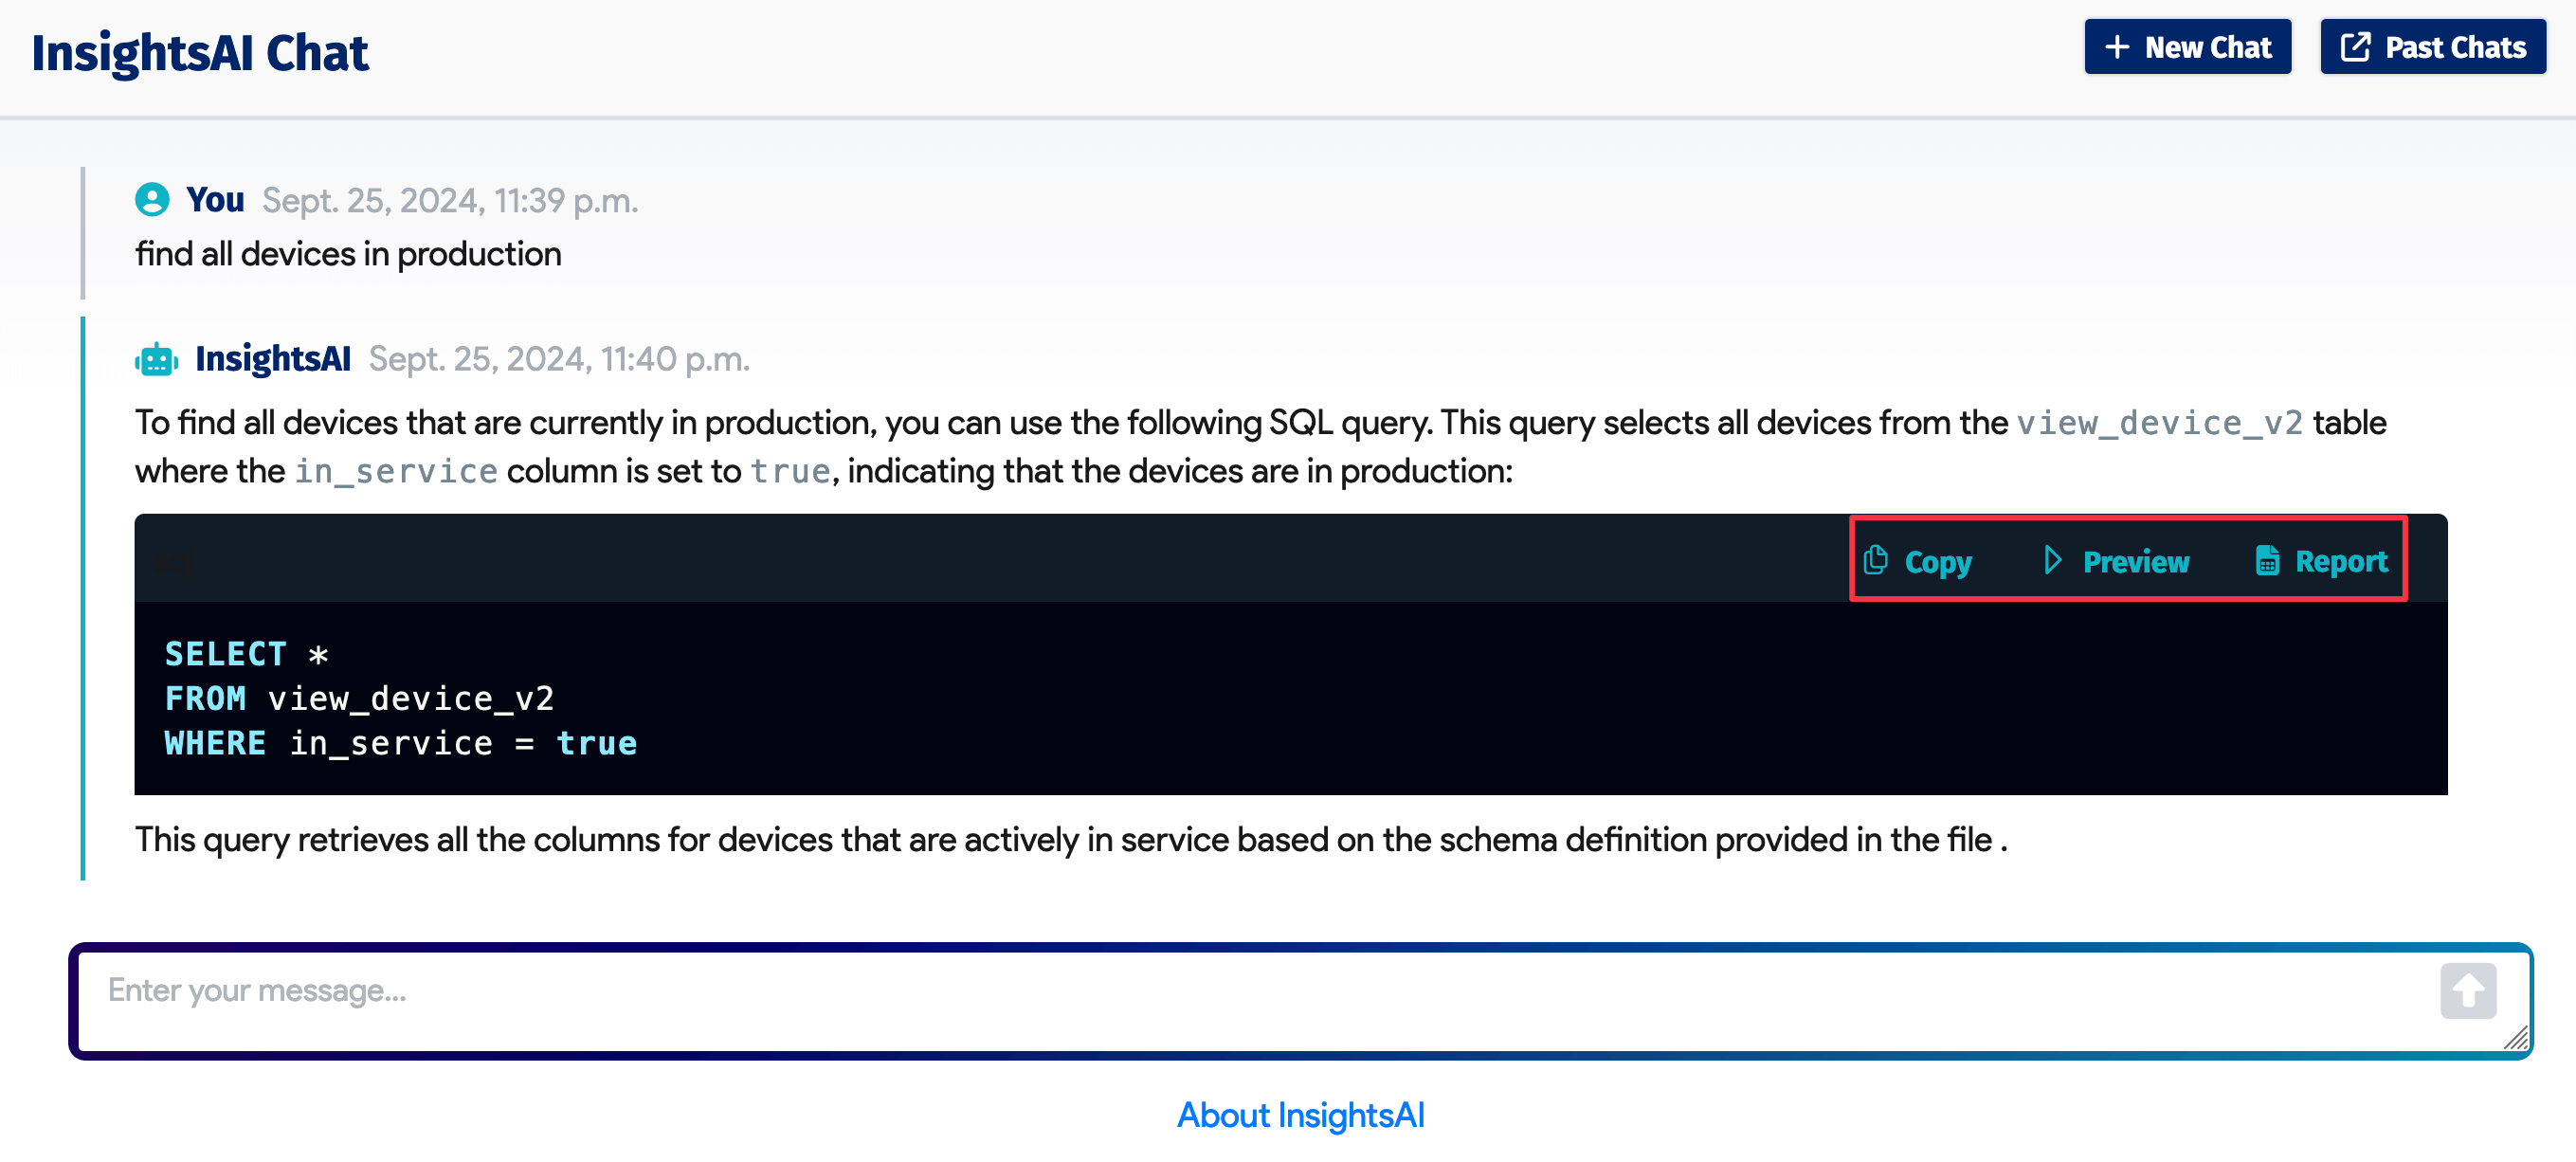 InsightsAI Chat
New Chat
Past Chats
You Sept. 25, 2024, 11:39 p.m.
find all devices in production
InsightsAI Sept. 25, 2024, 11:40 p.m.
To find all devices that are currently in production, you can use the following SQL query. This query selects all devices from the view_device_v2 table
where the in_service column is set to true, indicating that the devices are in production:
sql
Copy
Preview
Report
SELECT *
FROM view_device_v2
WHERE in_service = true
This query retrieves all the columns for devices that are actively in service based on the schema definition provided in the file .
Enter your message...
About InsightsAI